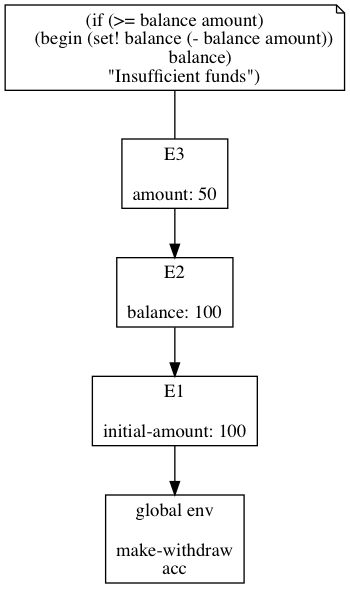 (if (>= balance amount)
(begin (set! balance (- balance amount))
balance)
"Insufficient funds")
E3
amount: 50
E2
balance: 100
E1
initial-amount: 100
global env
make-withdraw
acc